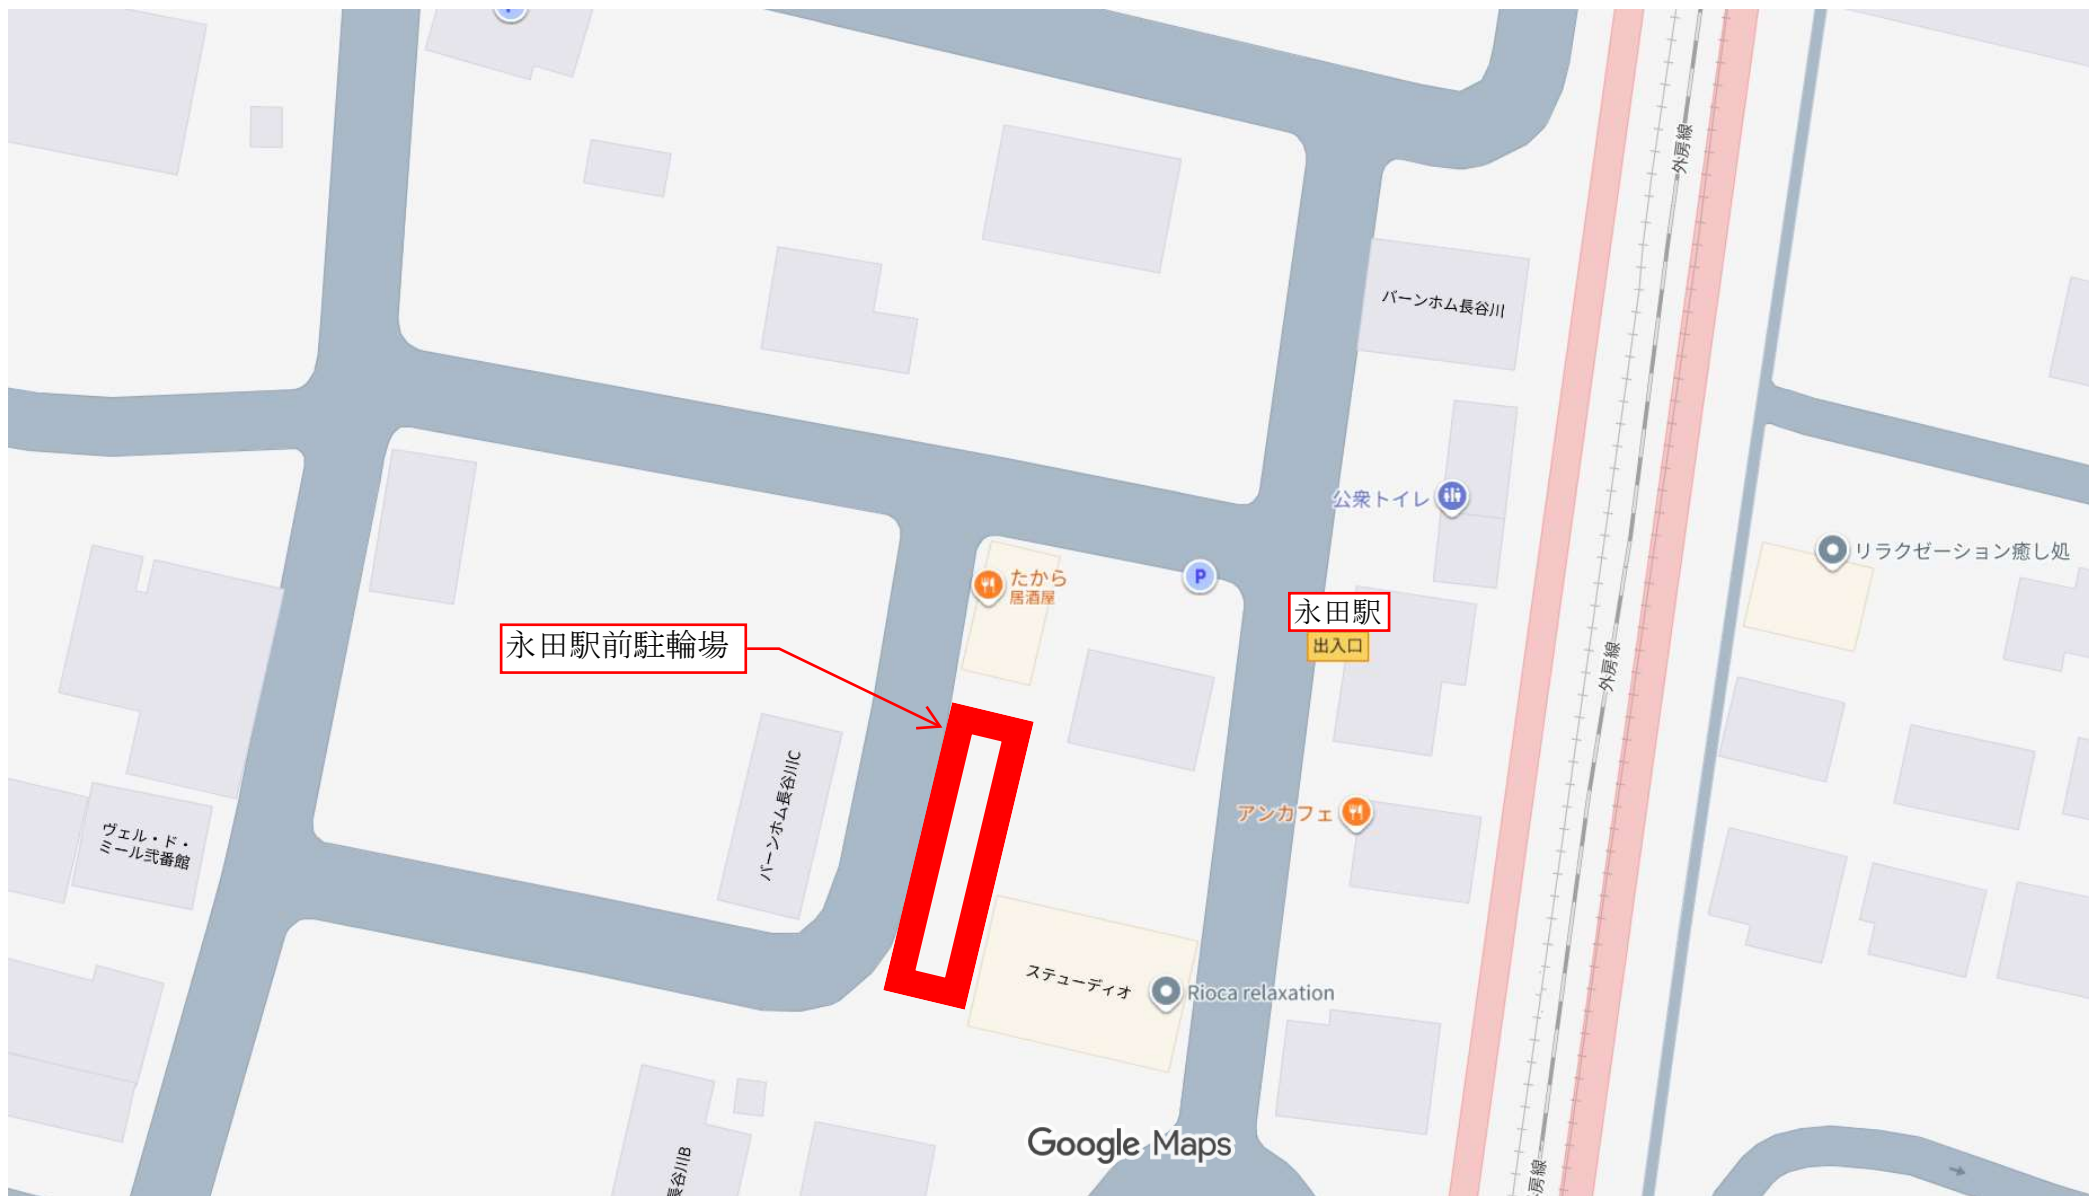 外房線
バーンホム長谷川
公衆トイレ
リラクゼーション癒し処
P
たから
居酒屋
永田駅
出入口
永田駅前駐輪場
外房線
バーンホム長谷川C
アンカフェ
ヴェル・ド・
ミール弐番館
ステューディオ
Rioca relaxation
Google Maps
長谷川B
房線